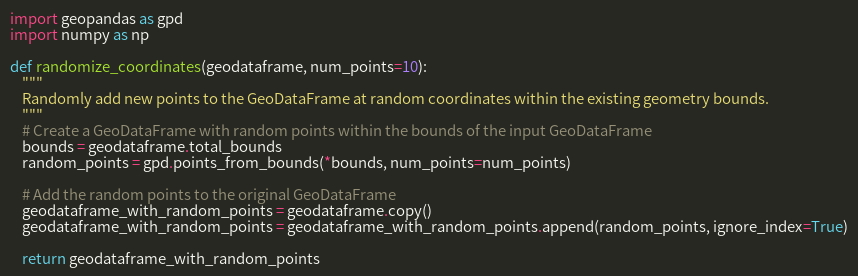 import geopandas as gpd
import numpy as np
def randomize_coordinates(geodataframe, num_points=10):
"""
Randomly add new points to the GeoDataFrame at random coordinates within the existing geometry bounds.
"""
# Create a GeoDataFrame with random points within the bounds of the input GeoDataFrame
bounds = geodataframe.total_bounds
random_points = gpd.points_from_bounds(*bounds, num_points=num_points)
# Add the random points to the original GeoDataFrame
geodataframe_with_random_points = geodataframe.copy()
geodataframe_with_random_points = geodataframe_with_random_points.append(random_points, ignore_index=True)
return geodataframe_with_random_points